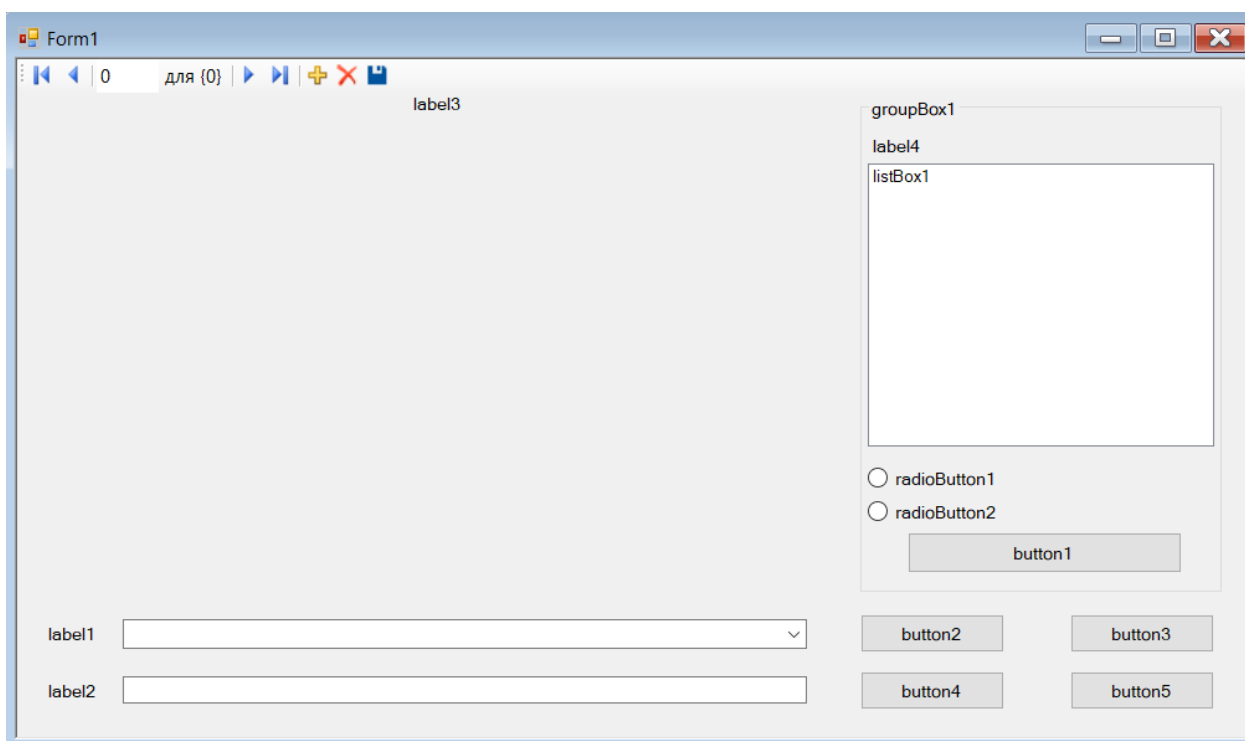 Form1
0 для {0}
label3
groupBox1
label4
listBox1
radioButton1
radioButton2
button1
label1
button2 button3
label2
button4 button5